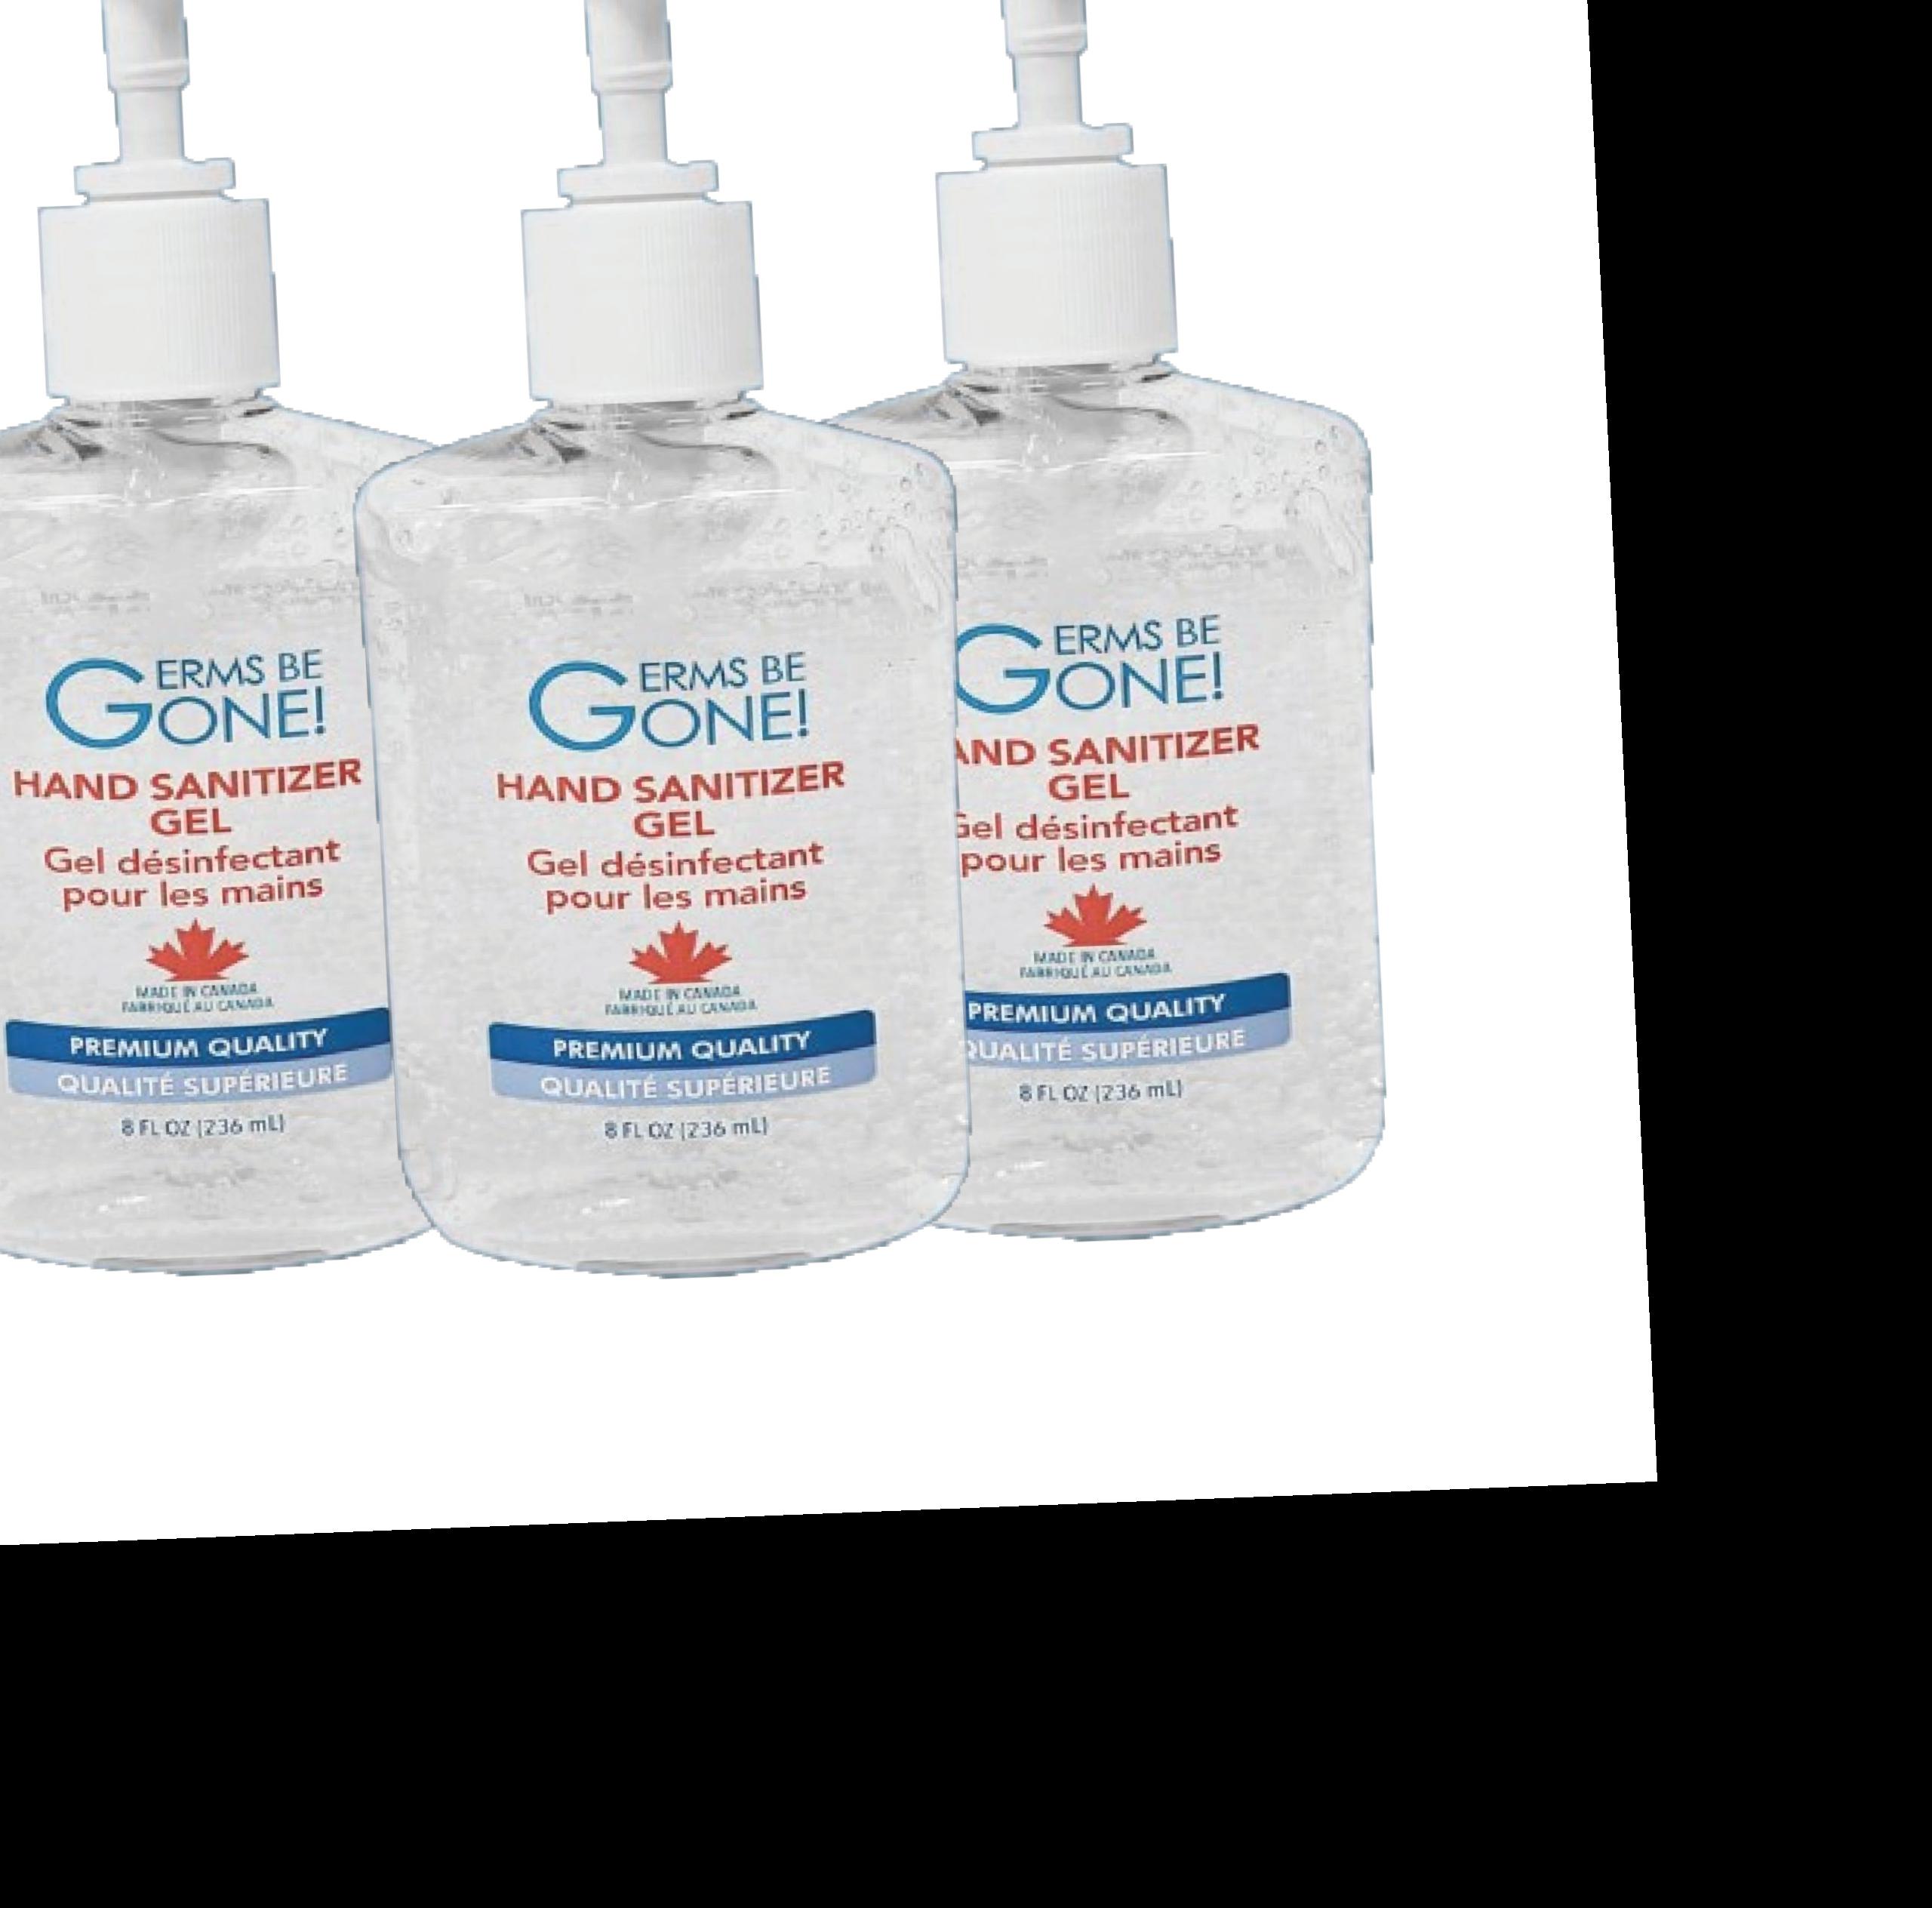 GERMS BE
GONE!
HAND SANITIZER
GEL
Gel désinfectant
pour les mains
MADE IN CANADA
FABRIQUÉ AU CANADA
PREMIUM QUALITY
QUALITÉ SUPÉRIEURE
8 FL OZ (236 mL)
GERMS BE
GONE!
HAND SANITIZER
GEL
Gel désinfectant
pour les mains
MADE IN CANADA
FABRIQUÉ AU CANADA
PREMIUM QUALITY
QUALITÉ SUPÉRIEURE
8 FL OZ (236 mL)
GERMS BE
GONE!
AND SANITIZER
GEL
Gel désinfectant
pour les mains
MADE IN CANADA
FABRIQUÉ AU CANADA
PREMIUM QUALITY
QUALITÉ SUPÉRIEURE
8 FL OZ (236 mL)